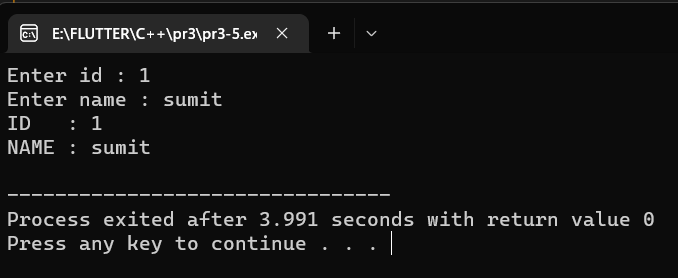 E:\FLUTTER\C++\pr3\pr3-5.ex
Enter id : 1
Enter name : sumit
ID   : 1
NAME : sumit
--------------------------------
Process exited after 3.991 seconds with return value 0
Press any key to continue . . .